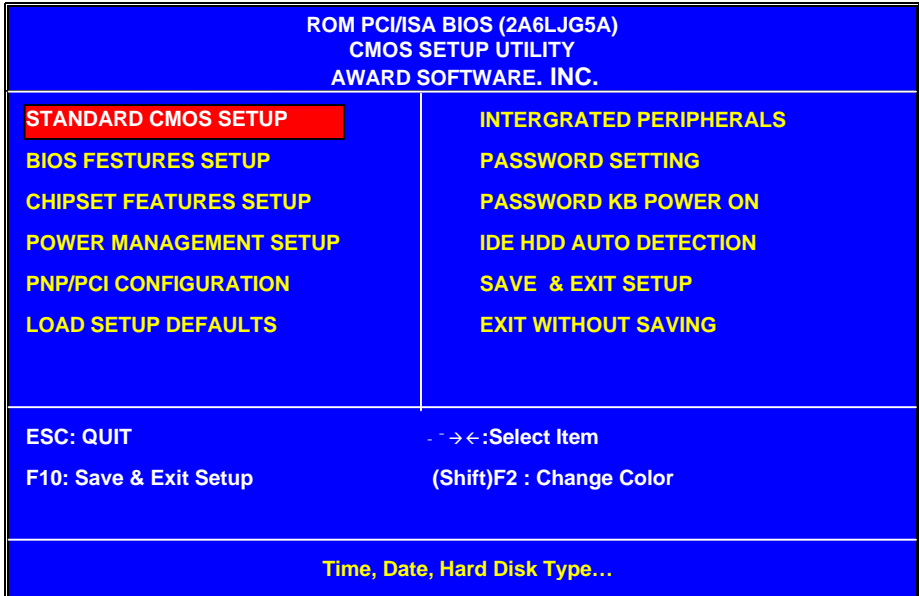 ROM PCI/ISA BIOS (2A6LJG5A)
CMOS SETUP UTILITY
AWARD SOFTWARE. INC.
STANDARD CMOS SETUP
BIOS FESTURES SETUP
CHIPSET FEATURES SETUP
POWER MANAGEMENT SETUP
PNP/PCI CONFIGURATION
LOAD SETUP DEFAULTS
INTERGRATED PERIPHERALS
PASSWORD SETTING
PASSWORD KB POWER ON
IDE HDD AUTO DETECTION
SAVE & EXIT SETUP
EXIT WITHOUT SAVING
ESC: QUIT
F10: Save & Exit Setup
- ¯→←:Select Item
(Shift)F2 : Change Color
Time, Date, Hard Disk Type…